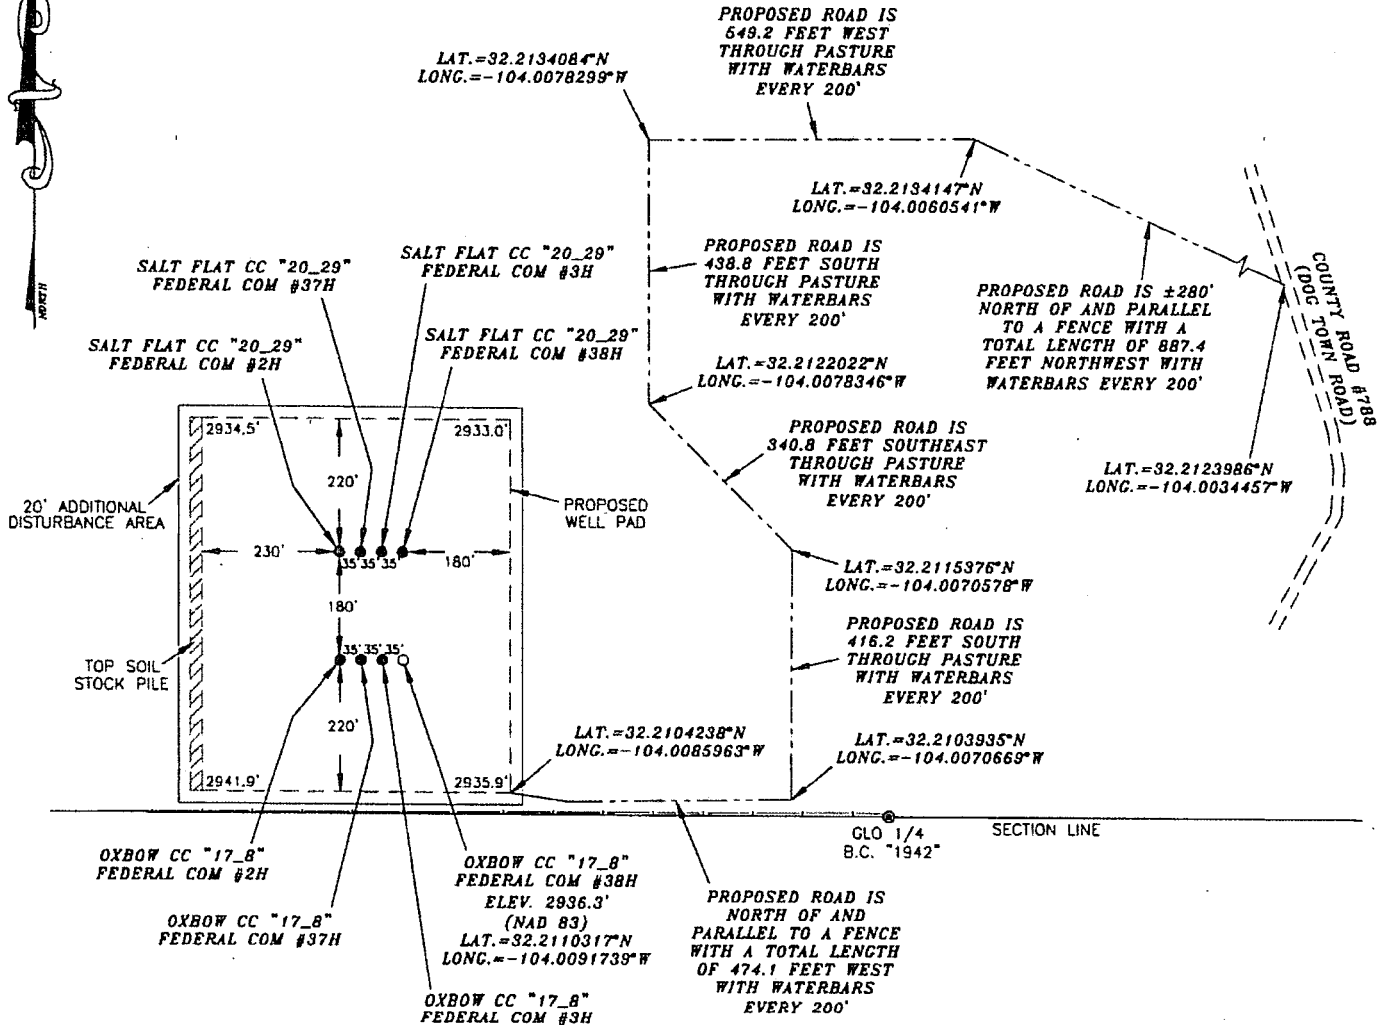 PROPOSED ROAD IS
549.2 FEET WEST
THROUGH PASTURE
WITH WATERBARS
EVERY 200'
LAT.=32.2134084°N
LONG.=-104.0078299°W
LAT.=32.2134147°N
LONG.=-104.0060541°W
NORTH
SALT FLAT CC "20_29"
FEDERAL COM #37H
SALT FLAT CC "20_29"
FEDERAL COM #3H
PROPOSED ROAD IS
438.8 FEET SOUTH
THROUGH PASTURE
WITH WATERBARS
EVERY 200'
PROPOSED ROAD IS ±280'
NORTH OF AND PARALLEL
TO A FENCE WITH A
TOTAL LENGTH OF 887.4
FEET NORTHWEST WITH
WATERBARS EVERY 200'
COUNTY ROAD #788
(DOG TOWN ROAD)
SALT FLAT CC "20_29"
FEDERAL COM #2H
SALT FLAT CC "20_29"
FEDERAL COM #38H
LAT.=32.2122022°N
LONG.=-104.0078346°W
2934.5'
2933.0'
PROPOSED ROAD IS
340.8 FEET SOUTHEAST
THROUGH PASTURE
WITH WATERBARS
EVERY 200'
LAT.=32.2123986°N
LONG.=-104.0034457°W
220'
20' ADDITIONAL
DISTURBANCE AREA
PROPOSED
WELL PAD
230'
35' 35' 35'
180'
LAT.=32.2115376°N
LONG.=-104.0070578°W
180'
PROPOSED ROAD IS
416.2 FEET SOUTH
THROUGH PASTURE
WITH WATERBARS
EVERY 200'
35' 35' 35'
TOP SOIL
STOCK PILE
220'
LAT.=32.2104238°N
LONG.=-104.0085963°W
LAT.=32.2103935°N
LONG.=-104.0070669°W
2941.9'
2935.9'
GLO 1/4
B.C. "1942"
SECTION LINE
OXBOW CC "17_8"
FEDERAL COM #2H
OXBOW CC "17_8"
FEDERAL COM #38H
ELEV. 2936.3'
(NAD 83)
LAT.=32.2110317°N
LONG.=-104.0091739°W
OXBOW CC "17_8"
FEDERAL COM #37H
PROPOSED ROAD IS
NORTH OF AND
PARALLEL TO A FENCE
WITH A TOTAL LENGTH
OF 474.1 FEET WEST
WITH WATERBARS
EVERY 200'
OXBOW CC "17_8"
FEDERAL COM #3H